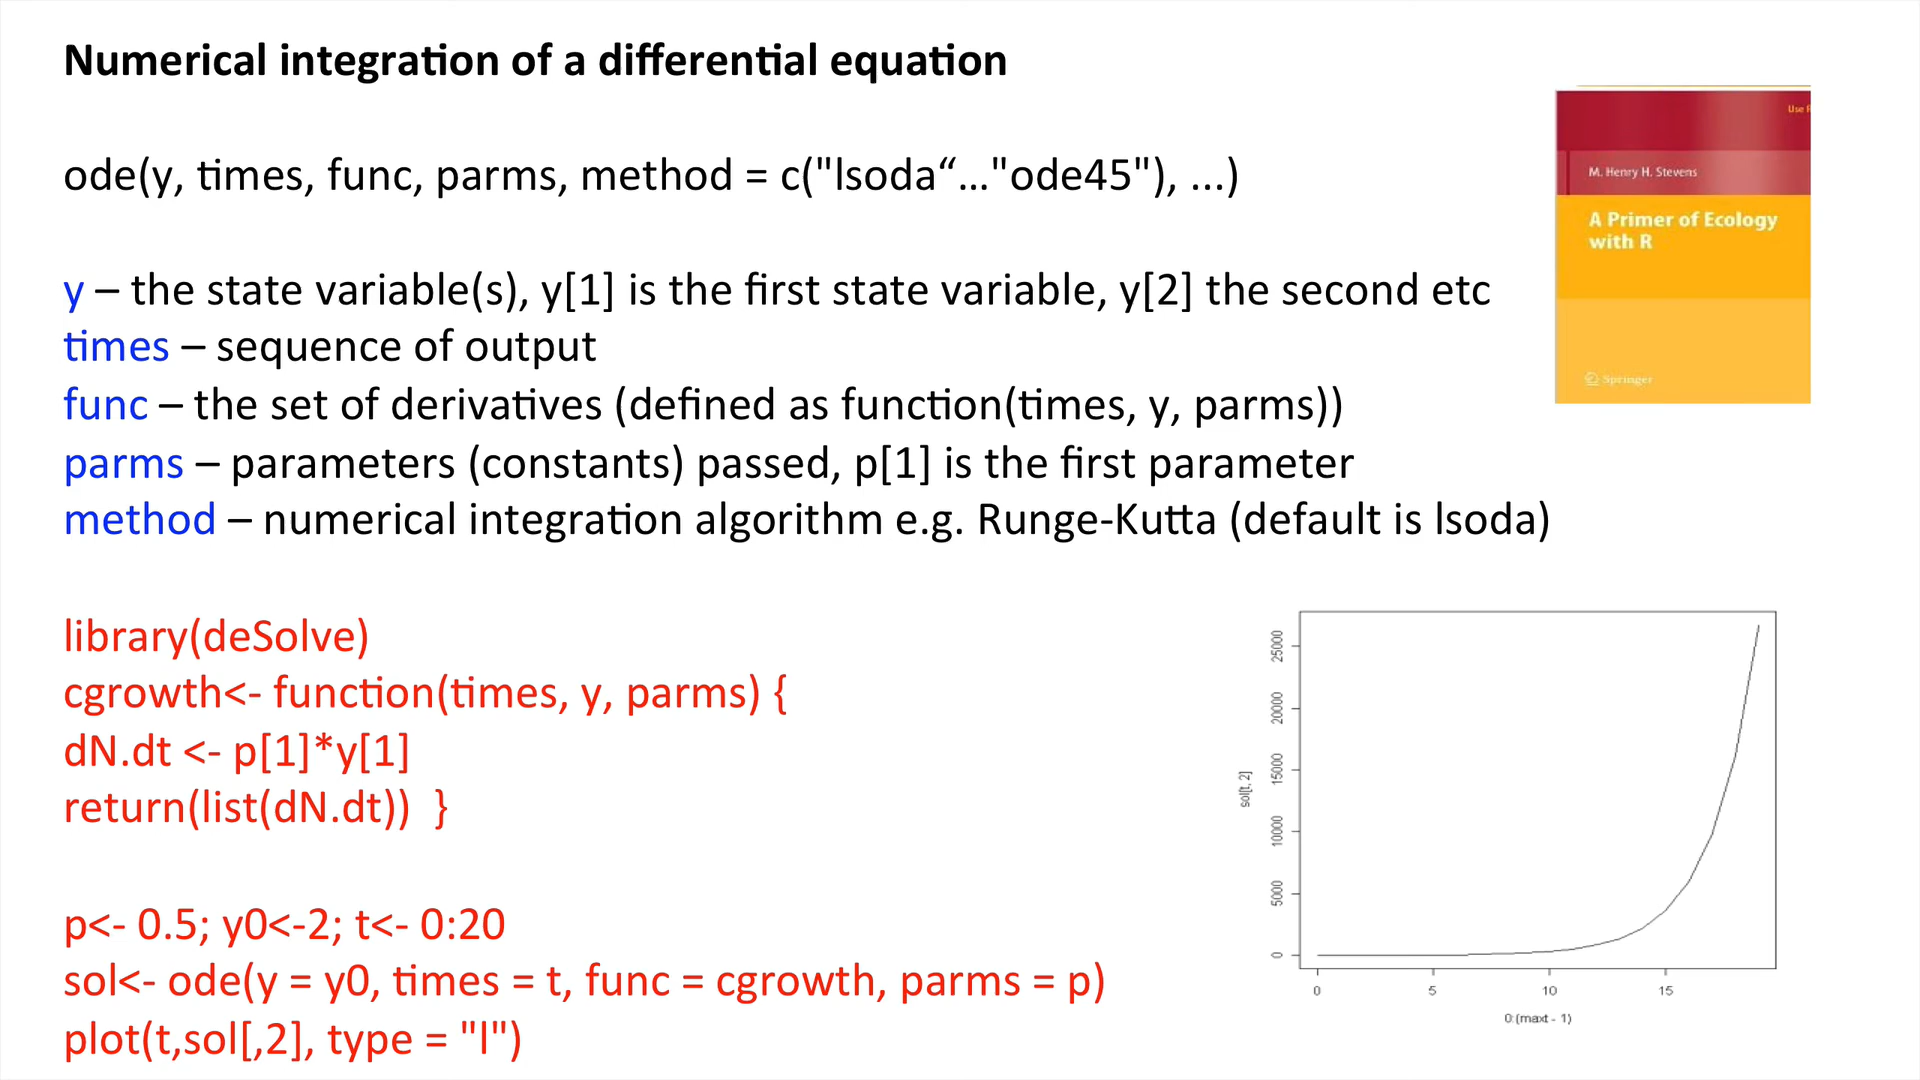 Numerical integration of a differential equation
ode(y, times, func, parms, method = c("lsoda“…"ode45"), ...)
y – the state variable(s), y[1] is the first state variable, y[2] the second etc
times – sequence of output
func – the set of derivatives (defined as function(times, y, parms))
parms – parameters (constants) passed, p[1] is the first parameter
method – numerical integration algorithm e.g. Runge-Kutta (default is lsoda)
library(deSolve)
cgrowth<- function(times, y, parms) {
dN.dt <- p[1]*y[1]
return(list(dN.dt))  }
p<- 0.5; y0<-2; t<- 0:20
sol<- ode(y = y0, times = t, func = cgrowth, parms = p)
plot(t,sol[,2], type = "l")
Use
M. Henry H. Stevens
A Primer of Ecology
with R
Springer
25000
20000
15000
10000
5000
0
sol[t, 2]
0 5 10 15
0:(maxt - 1)